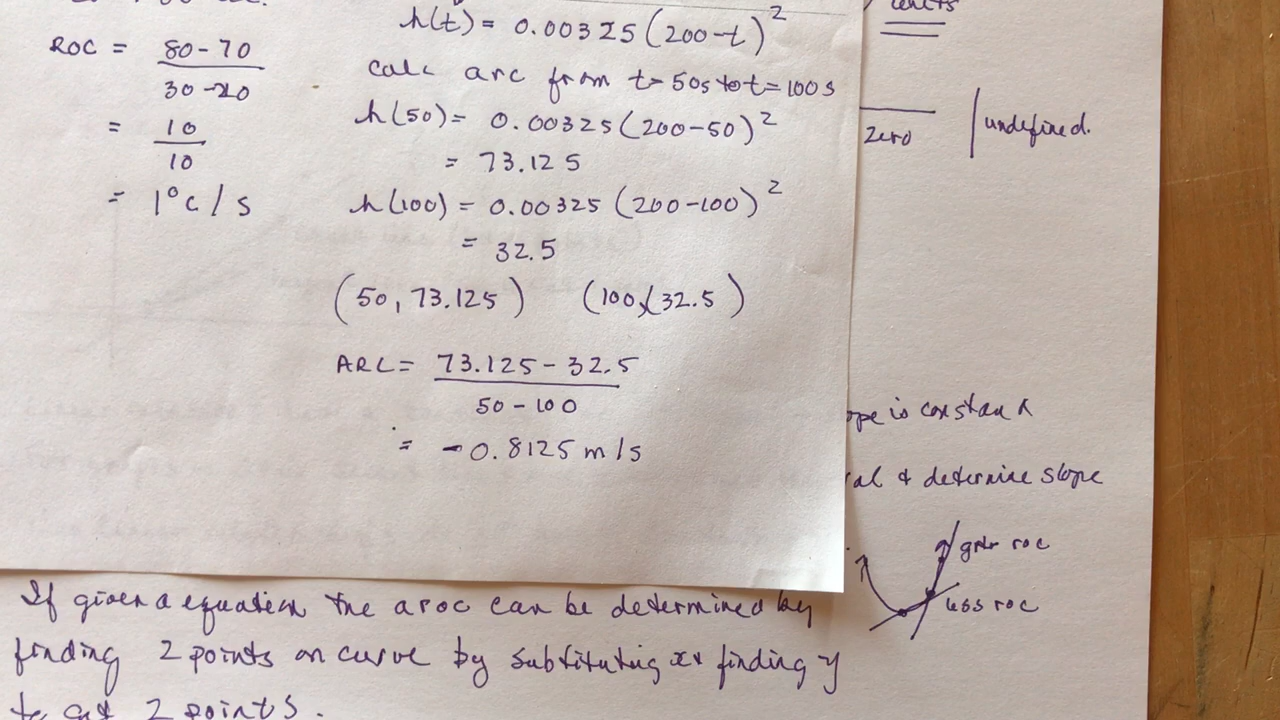 ROC = 80-70
30-20
= 10
10
= 1°C/s
h(t) = 0.00325(200-t)²
calc arc from t=50s to t=100s
h(50) = 0.00325(200-50)²
= 73.125
h(100) = 0.00325(200-100)²
= 32.5
(50, 73.125) (100, (32.5)
ARC = 73.125-32.5
50-100
= -0.8125 m/s
zero
undefined.
ope is constant
al & determine slope
grtr roc
less roc
If given a equation the aroc can be determined by
finding 2 points on curve by substituting x & finding y
to get 2 points.